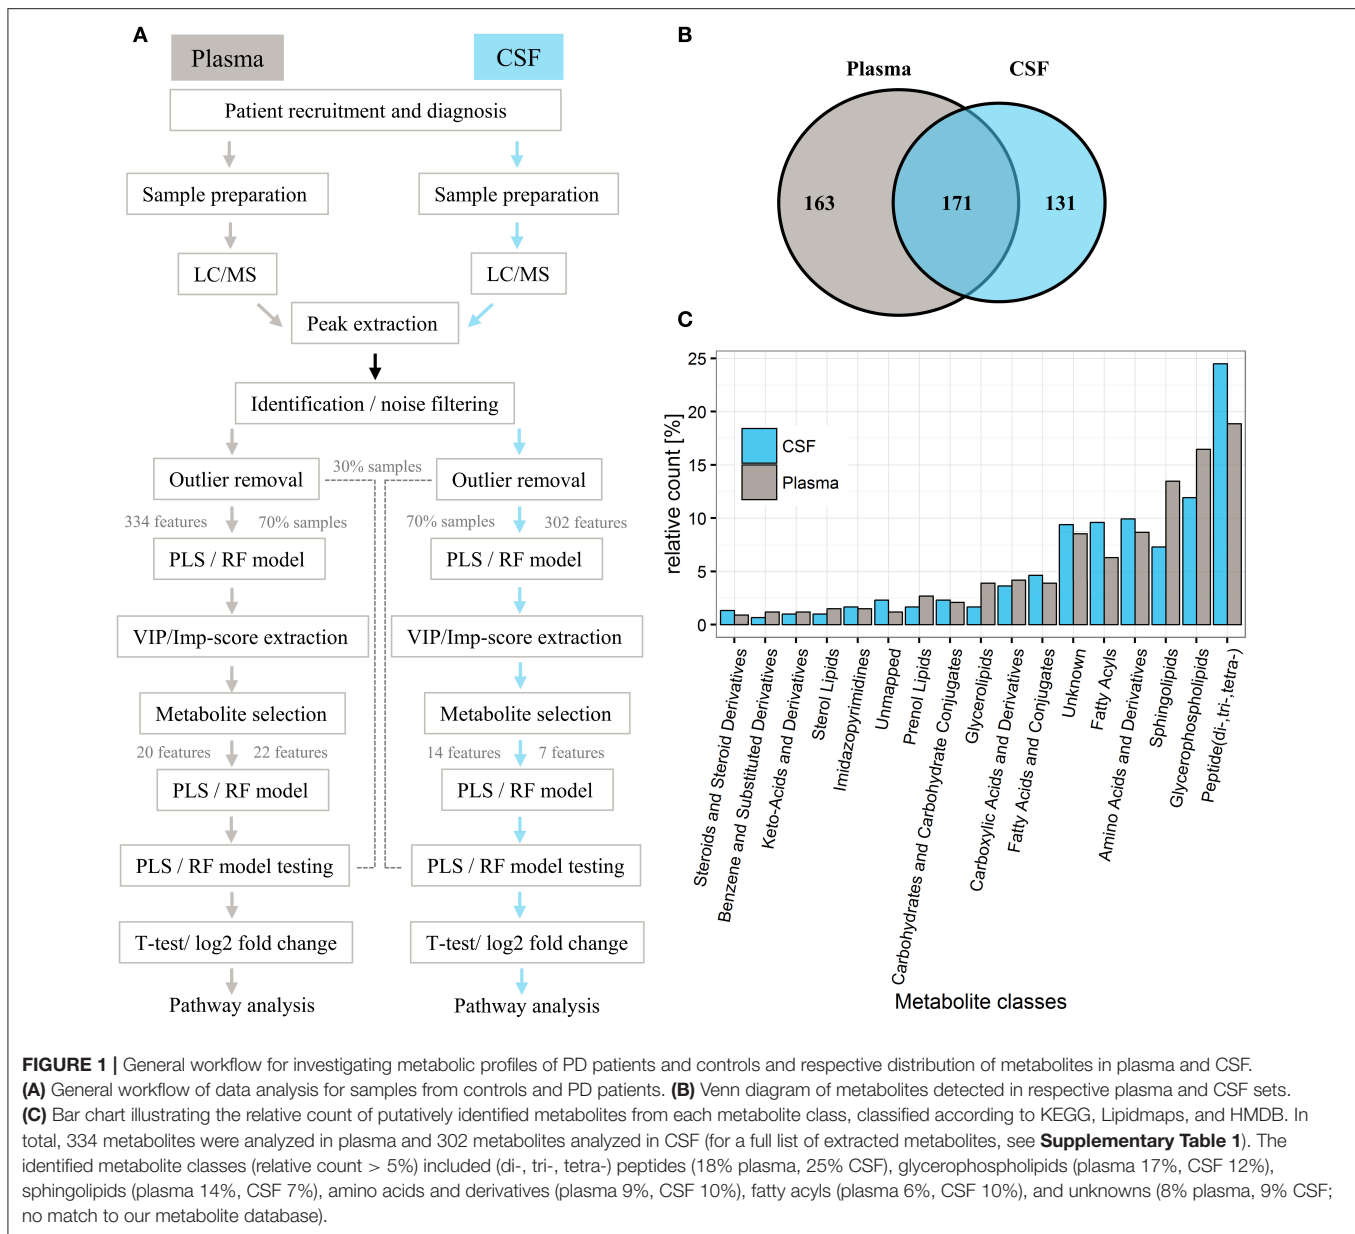 A
Plasma
CSF
Patient recruitment and diagnosis
Sample preparation
Sample preparation
LC/MS
LC/MS
Peak extraction
Identification / noise filtering
Outlier removal
30% samples
Outlier removal
334 features
70% samples
70% samples
302 features
PLS / RF model
PLS / RF model
VIP/Imp-score extraction
VIP/Imp-score extraction
Metabolite selection
Metabolite selection
20 features
22 features
14 features
7 features
PLS / RF model
PLS / RF model
PLS / RF model testing
PLS / RF model testing
T-test/ log2 fold change
T-test/ log2 fold change
Pathway analysis
Pathway analysis
B
Plasma
CSF
163
171
131
C
relative count [%]
25
20
15
10
5
0
CSF
Plasma
Steroids and Steroid Derivatives
Benzene and Substituted Derivatives
Keto-Acids and Derivatives
Sterol Lipids
Imidazopyrimidines
Unmapped
Prenol Lipids
Carbohydrates and Carbohydrate Conjugates
Glycerolipids
Carboxylic Acids and Derivatives
Fatty Acids and Conjugates
Unknown
Fatty Acyls
Amino Acids and Derivatives
Sphingolipids
Glycerophospholipids
Peptide(di-,tri-,tetra-)
Metabolite classes
FIGURE 1 | General workflow for investigating metabolic profiles of PD patients and controls and respective distribution of metabolites in plasma and CSF.
(A) General workflow of data analysis for samples from controls and PD patients. (B) Venn diagram of metabolites detected in respective plasma and CSF sets.
(C) Bar chart illustrating the relative count of putatively identified metabolites from each metabolite class, classified according to KEGG, Lipidmaps, and HMDB. In
total, 334 metabolites were analyzed in plasma and 302 metabolites analyzed in CSF (for a full list of extracted metabolites, see Supplementary Table 1). The
identified metabolite classes (relative count > 5%) included (di-, tri-, tetra-) peptides (18% plasma, 25% CSF), glycerophospholipids (plasma 17%, CSF 12%),
sphingolipids (plasma 14%, CSF 7%), amino acids and derivatives (plasma 9%, CSF 10%), fatty acyls (plasma 6%, CSF 10%), and unknowns (8% plasma, 9% CSF;
no match to our metabolite database).